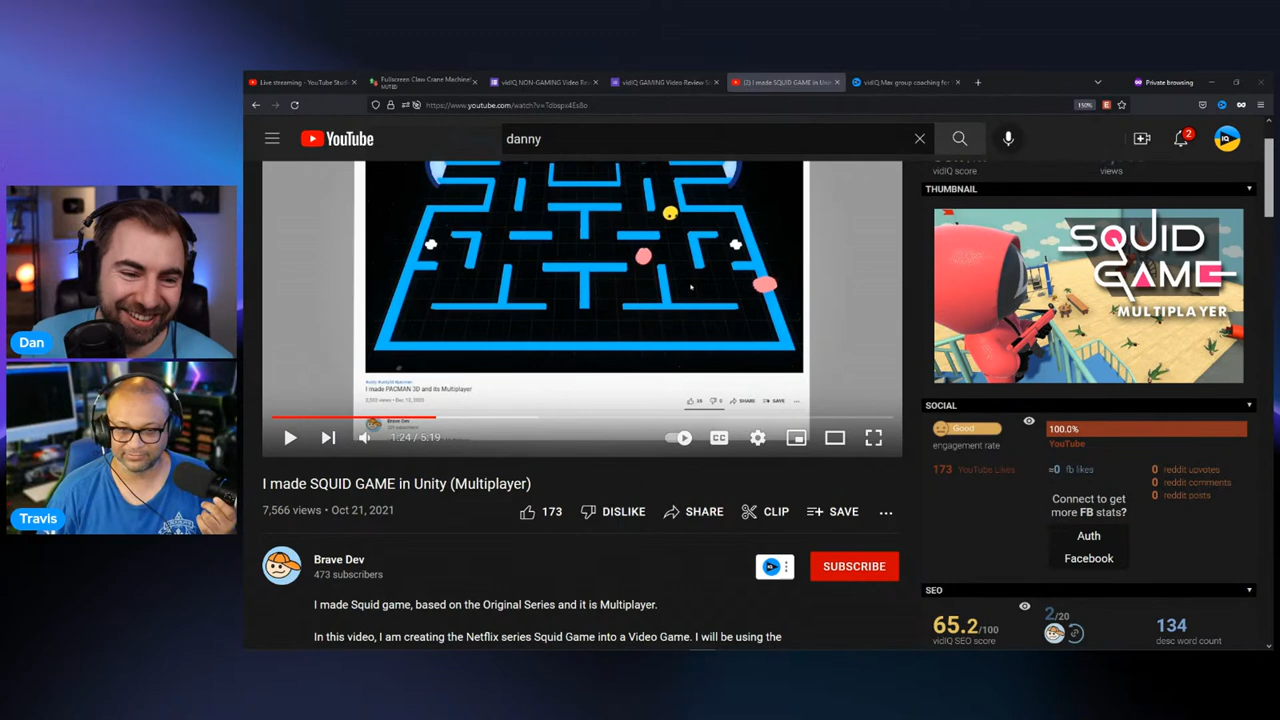 Live streaming - YouTube Stud
Fullscreen Claw Crane Machine!
MUTED
vidIQ NON-GAMING Video Re
vidIQ GAMING Video Review S
(2) I made SQUID GAME in Uni
vidIQ Max group coaching fo
Private browsing
150%
YouTube
danny
2
vidIQ score
views
THUMBNAIL
SQUID
GAME
MULTIPLAYER
Dan
I made PACMAN 3D and its Multiplayer
SHARE
SAVE
Brave Dev
1:24 / 5:19
CC
SOCIAL
Good
engagement rate
100.0%
YouTube
173 YouTube Likes
≈0 fb likes
0 reddit upvotes
0 reddit comments
0 reddit posts
Connect to get
more FB stats?
Auth
Facebook
Travis
I made SQUID GAME in Unity (Multiplayer)
7,566 views • Oct 21, 2021
173
DISLIKE
SHARE
CLIP
SAVE
Brave Dev
473 subscribers
SUBSCRIBE
SEO
I made Squid game, based on the Original Series and it is Multiplayer.
In this video, I am creating the Netflix series Squid Game into a Video Game. I will be using the
65.2/100
vidIQ SEO score
2/20
134
desc word count